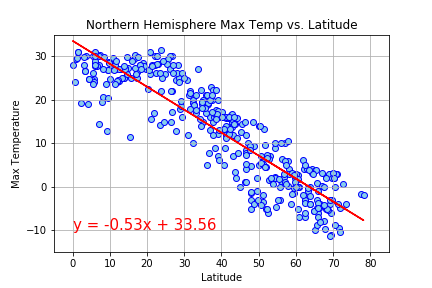 Northern Hemisphere Max Temp vs. Latitude
Max Temperature
30
20
10
0
−10
y = -0.53x + 33.56
0 10 20 30 40 50 60 70 80
Latitude